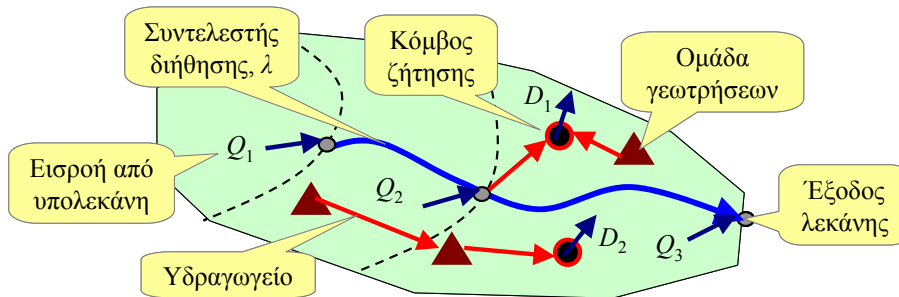 Συντελεστής
διήθησης, λ
Κόμβος
ζήτησης
Ομάδα
γεωτρήσεων
D1
Q1
Εισροή από
υπολεκάνη
Q2
Έξοδος
λεκάνης
D2
Q3
Υδραγωγείο